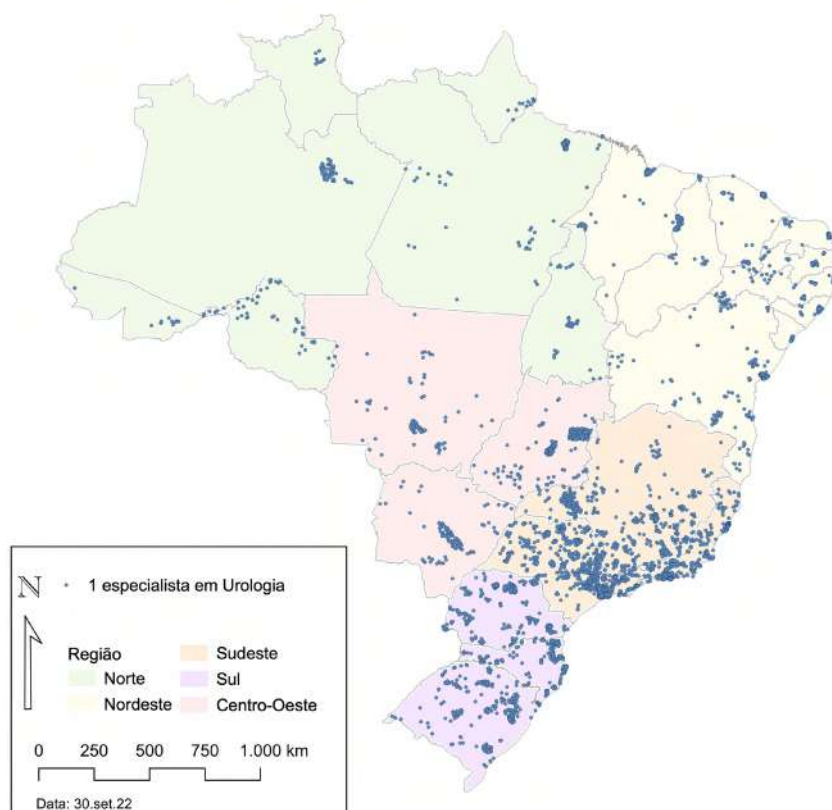 N
1 especialista em Urologia
Região
Norte
Nordeste
Sudeste
Sul
Centro-Oeste
0 250 500 750 1.000 km
Data: 30.set.22